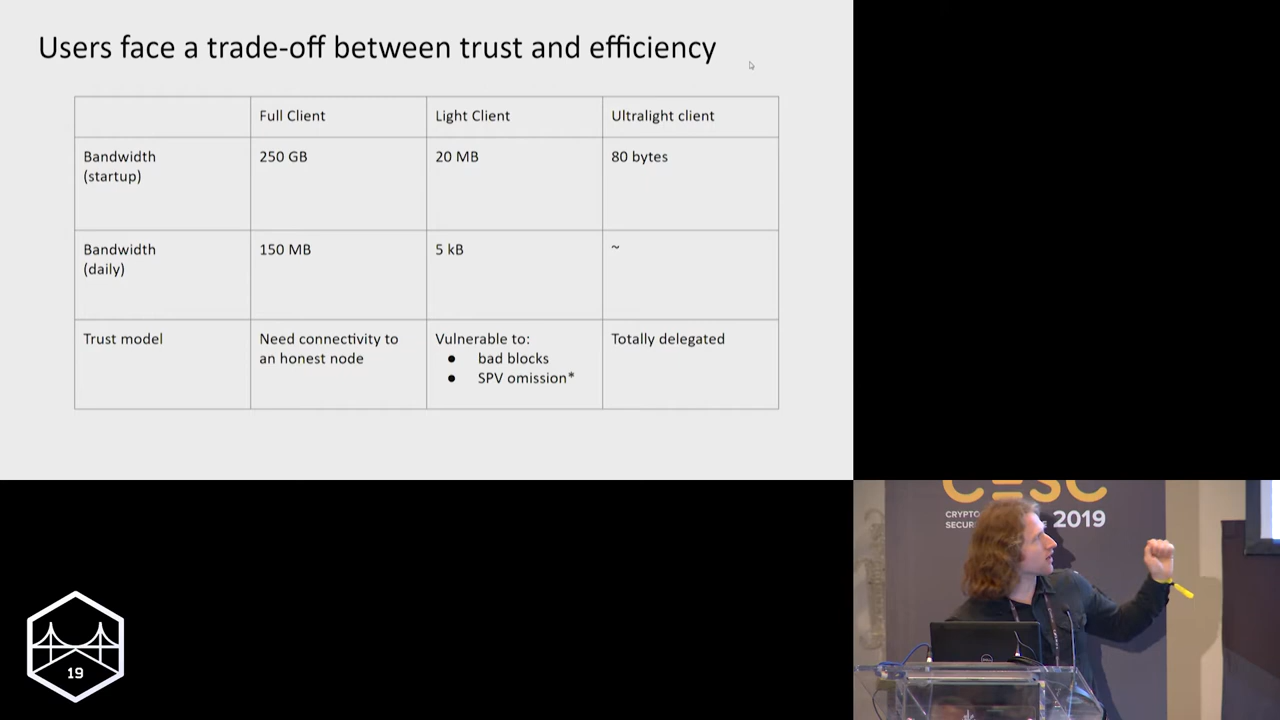 Users face a trade-off between trust and efficiency
Full Client
Light Client
Ultralight client
Bandwidth
(startup)
250 GB
20 MB
80 bytes
Bandwidth
(daily)
150 MB
5 kB
~
Trust model
Need connectivity to
an honest node
Vulnerable to:
● bad blocks
● SPV omission*
Totally delegated
CESC
CRYPTO
SECUR
2019
19